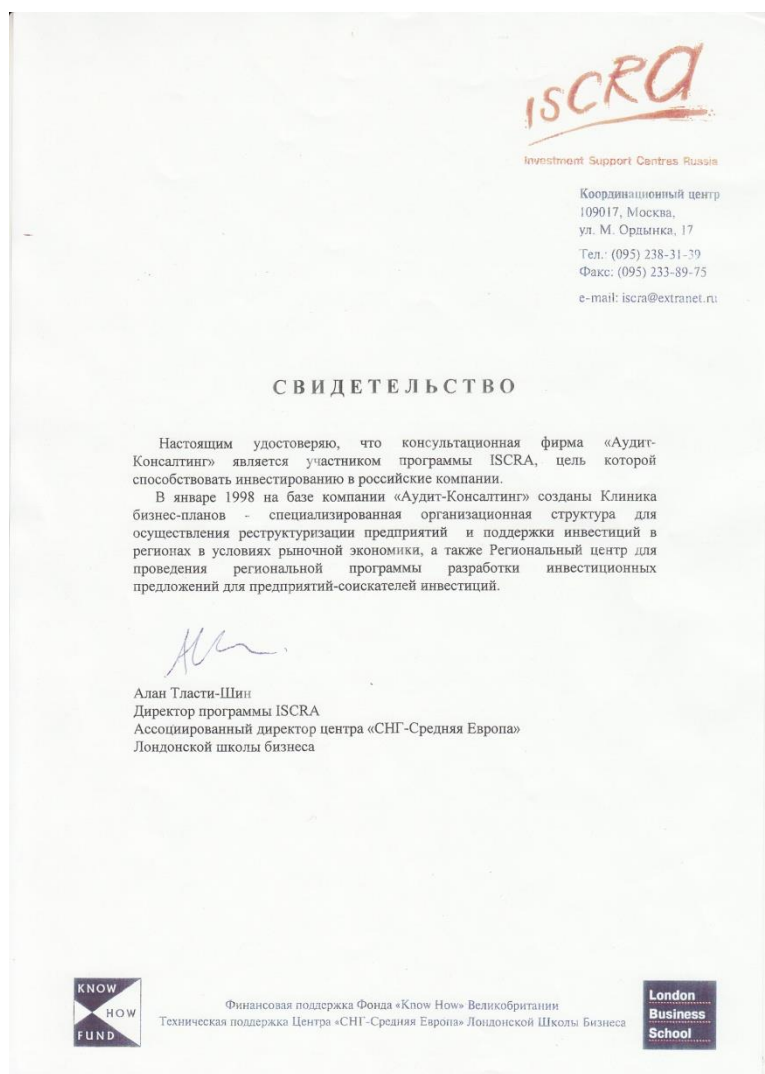 ISCRA
Investment Support Centres Russia
Координационный центр
109017, Москва,
ул. М. Ордынка, 17
Тел.: (095) 238-31-39
Факс: (095) 233-89-75
e-mail: iscra@extranet.ru
СВИДЕТЕЛЬСТВО
Настоящим удостоверяю, что консультационная фирма «Аудит-
Консалтинг» является участником программы ISCRA, цель которой
способствовать инвестированию в российские компании.
В январе 1998 на базе компании «Аудит-Консалтинг» созданы Клиника
бизнес-планов - специализированная организационная структура для
осуществления реструктуризации предприятий и поддержки инвестиций в
регионах в условиях рыночной экономики, а также Региональный центр для
проведения региональной программы разработки инвестиционных
предложений для предприятий-соискателей инвестиций.
Алан Тласти-Шин
Директор программы ISCRA
Ассоциированный директор центра «СНГ-Средняя Европа»
Лондонской школы бизнеса
KNOW
HOW
FUND
Финансовая поддержка Фонда «Know How» Великобритании
Техническая поддержка Центра «СНГ-Средняя Европа» Лондонской Школы Бизнеса
London
Business
School